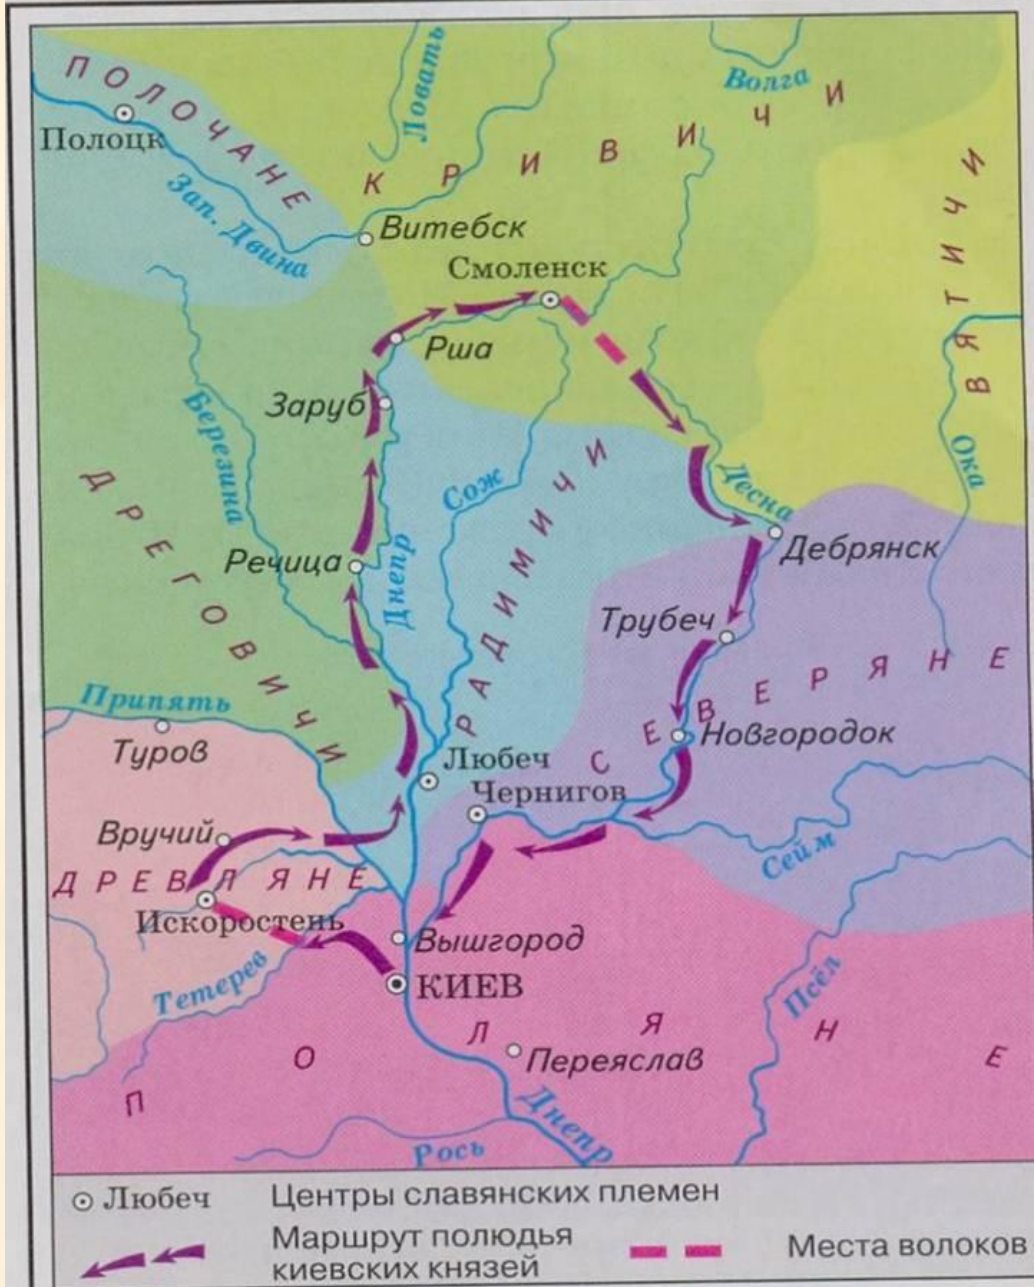 ПОЛОЧАНЕ
Полоцк
Зап. Двина
Ловать
Волга
КРИВИЧИ
ВЯТИЧИ
Витебск
Смоленск
Рша
Заруб
Березина
Сож
Десна
Ока
ДРЕГОВИЧИ
Речица
Днепр
РАДИМИЧИ
Дебрянск
Трубеч
СЕВЕРЯНЕ
Припять
Туров
Новгородок
Любеч
Чернигов
Вручий
Сейм
ДРЕВЛЯНЕ
Искоростень
Вышгород
Тетерев
КИЕВ
Псёл
ПОЛЯНЕ
Переяслав
Днепр
Рось
Любеч
Центры славянских племен
Маршрут полюдья
киевских князей
Места волоков